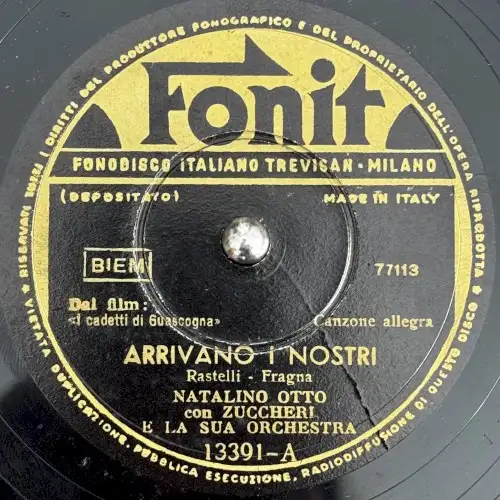 TUTTI I DIRITTI DEL PRODUTTORE FONOGRAFICO E DEL PROPRIETARIO DELL'OPERA RIPRODOTTA
RISERVATI
Fonit
FONODISCO ITALIANO TREVISAN - MILANO
(DEPOSITATO)
MADE IN ITALY
BIEM
77113
Dal film:
«I cadetti di Guascogna»
Canzone allegra
ARRIVANO I NOSTRI
Rastelli - Fragna
NATALINO OTTO
con ZUCCHERI
E LA SUA ORCHESTRA
13391-A
VIETATA DUPLICAZIONE, PUBBLICA ESECUZIONE, RADIODIFFUSIONE DI QUESTO DISCO